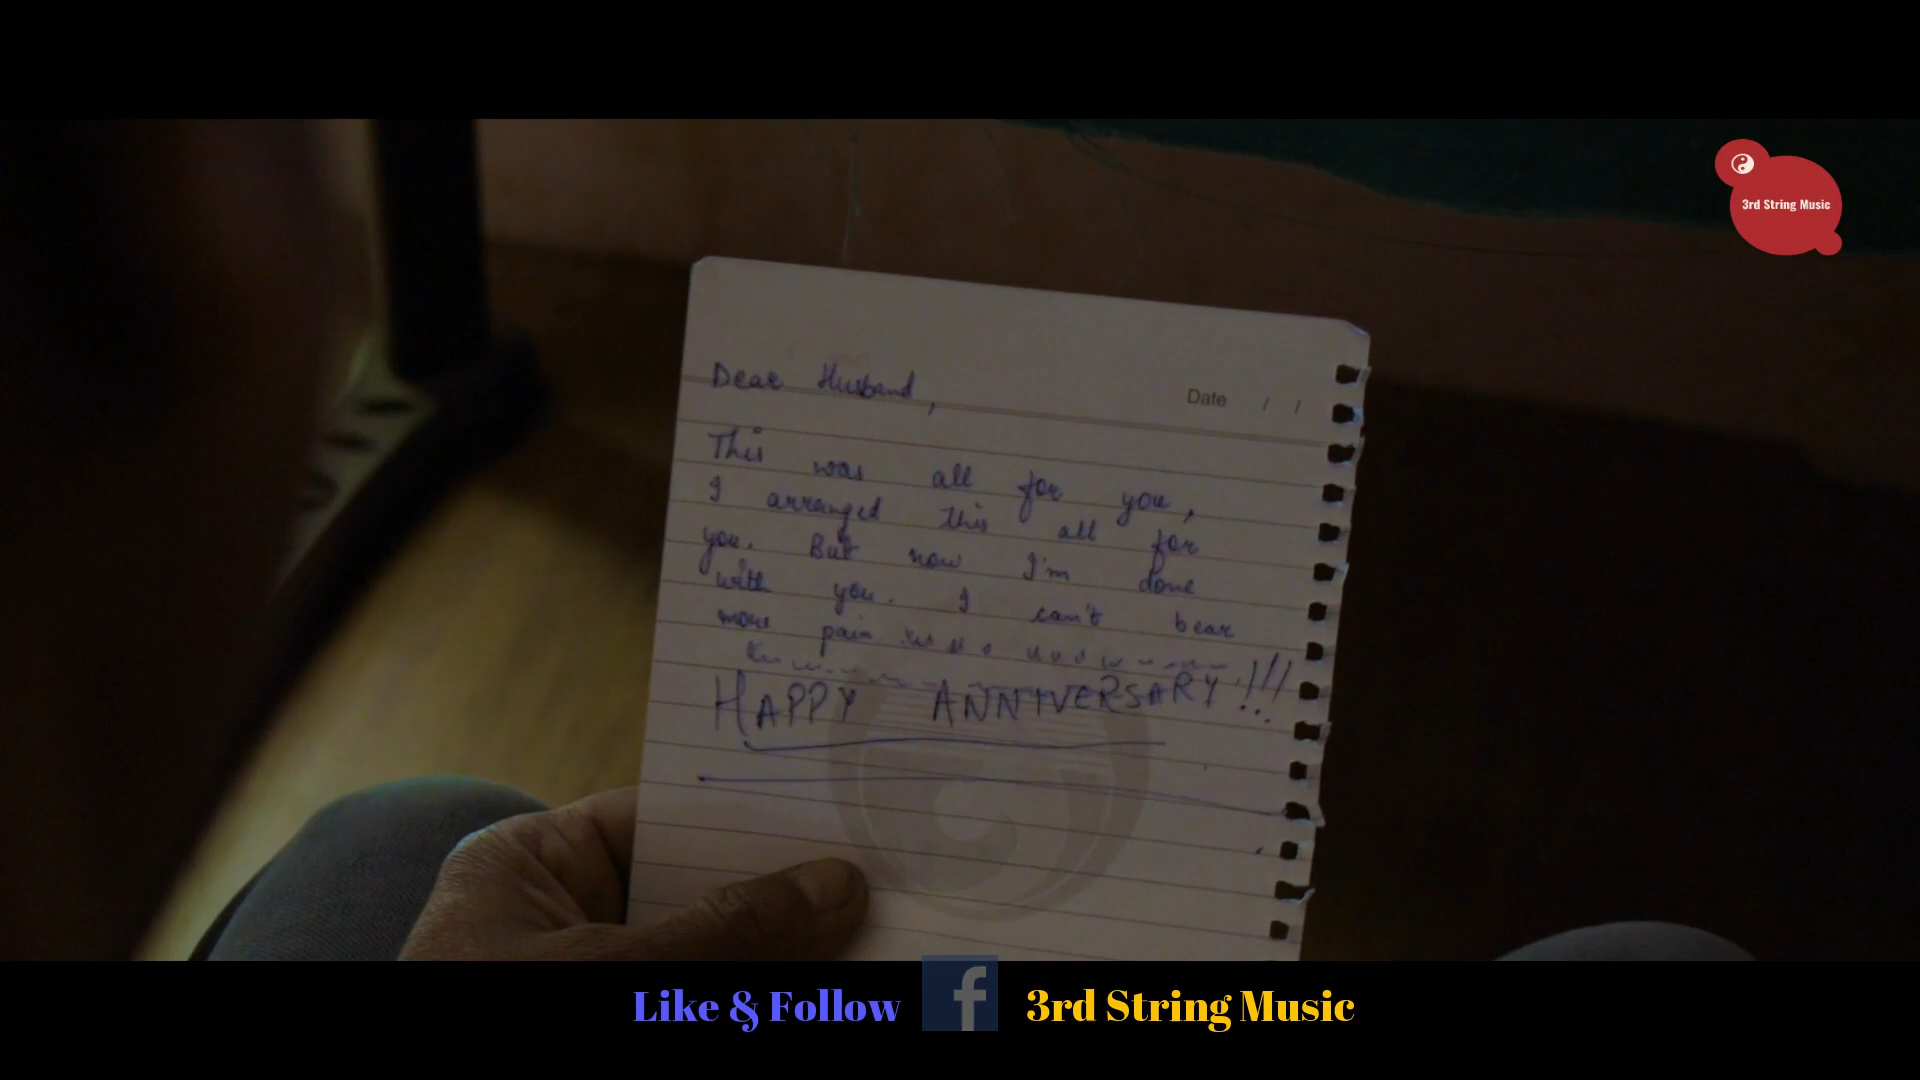 3rd String Music
Dear Husband,
Date / /
This was all for you,
I arranged this all for
you. But now I'm done
with you. I can't bear
more pain
HAPPY ANNIVERSARY !!!
Like & Follow f 3rd String Music